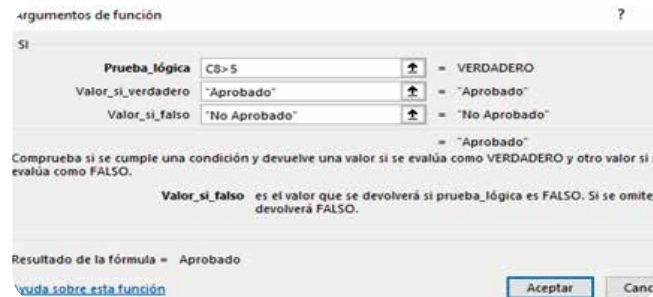 Argumentos de función ?
SI
Prueba_lógica C8>5 = VERDADERO
Valor_si_verdadero "Aprobado" = "Aprobado"
Valor_si_falso "No Aprobado" = "No Aprobado"
= "Aprobado"
Comprueba si se cumple una condición y devuelve una valor si se evalúa como VERDADERO y otro valor si
evalúa como FALSO.
Valor_si_falso es el valor que se devolverá si prueba_lógica es FALSO. Si se omite
devolverá FALSO.
Resultado de la fórmula = Aprobado
Ayuda sobre esta función Aceptar Canc